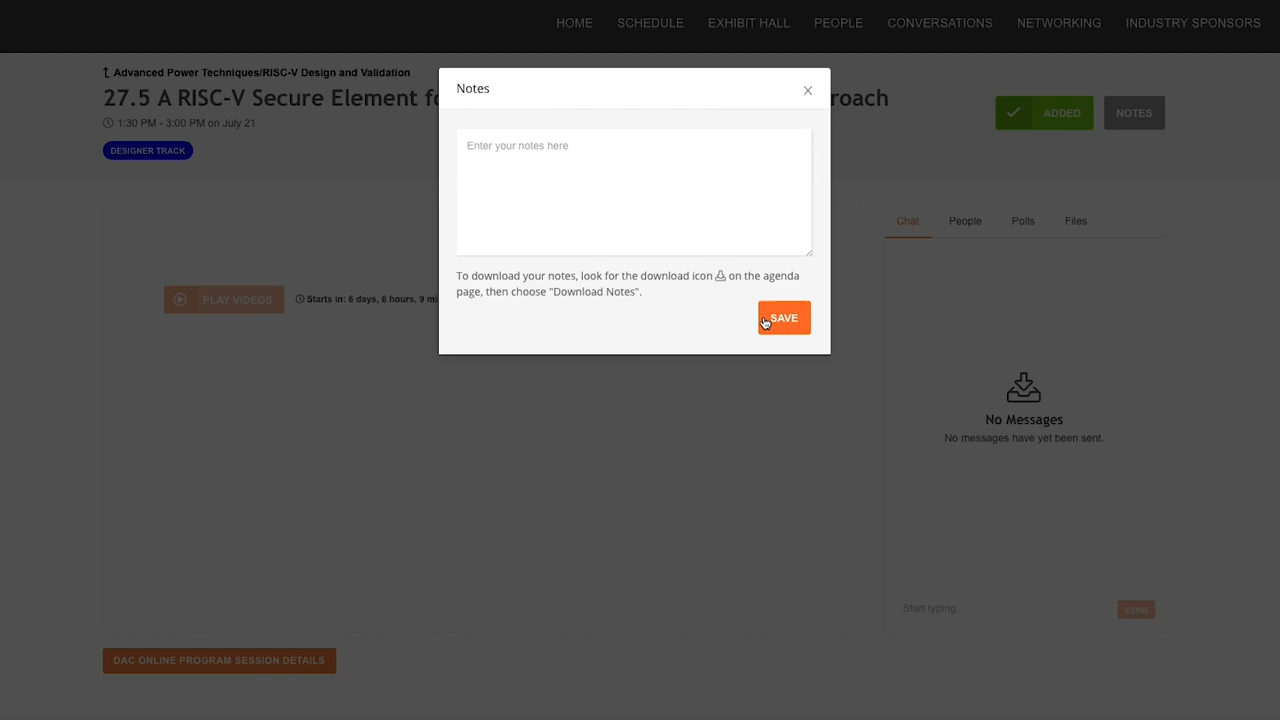 HOME SCHEDULE EXHIBIT HALL PEOPLE CONVERSATIONS NETWORKING INDUSTRY SPONSORS
Advanced Power Techniques/RISC-V Design and Validation
27.5 A RISC-V Secure Element fo roach
1:30 PM - 3:00 PM on July 21
DESIGNER TRACK
ADDED
NOTES
Notes
X
Enter your notes here
To download your notes, look for the download icon on the agenda
page, then choose "Download Notes".
SAVE
PLAY VIDEOS
Starts in: 6 days, 6 hours, 9 mi
Chat People Polls Files
No Messages
No messages have yet been sent.
Start typing...
SEND
DAC ONLINE PROGRAM SESSION DETAILS